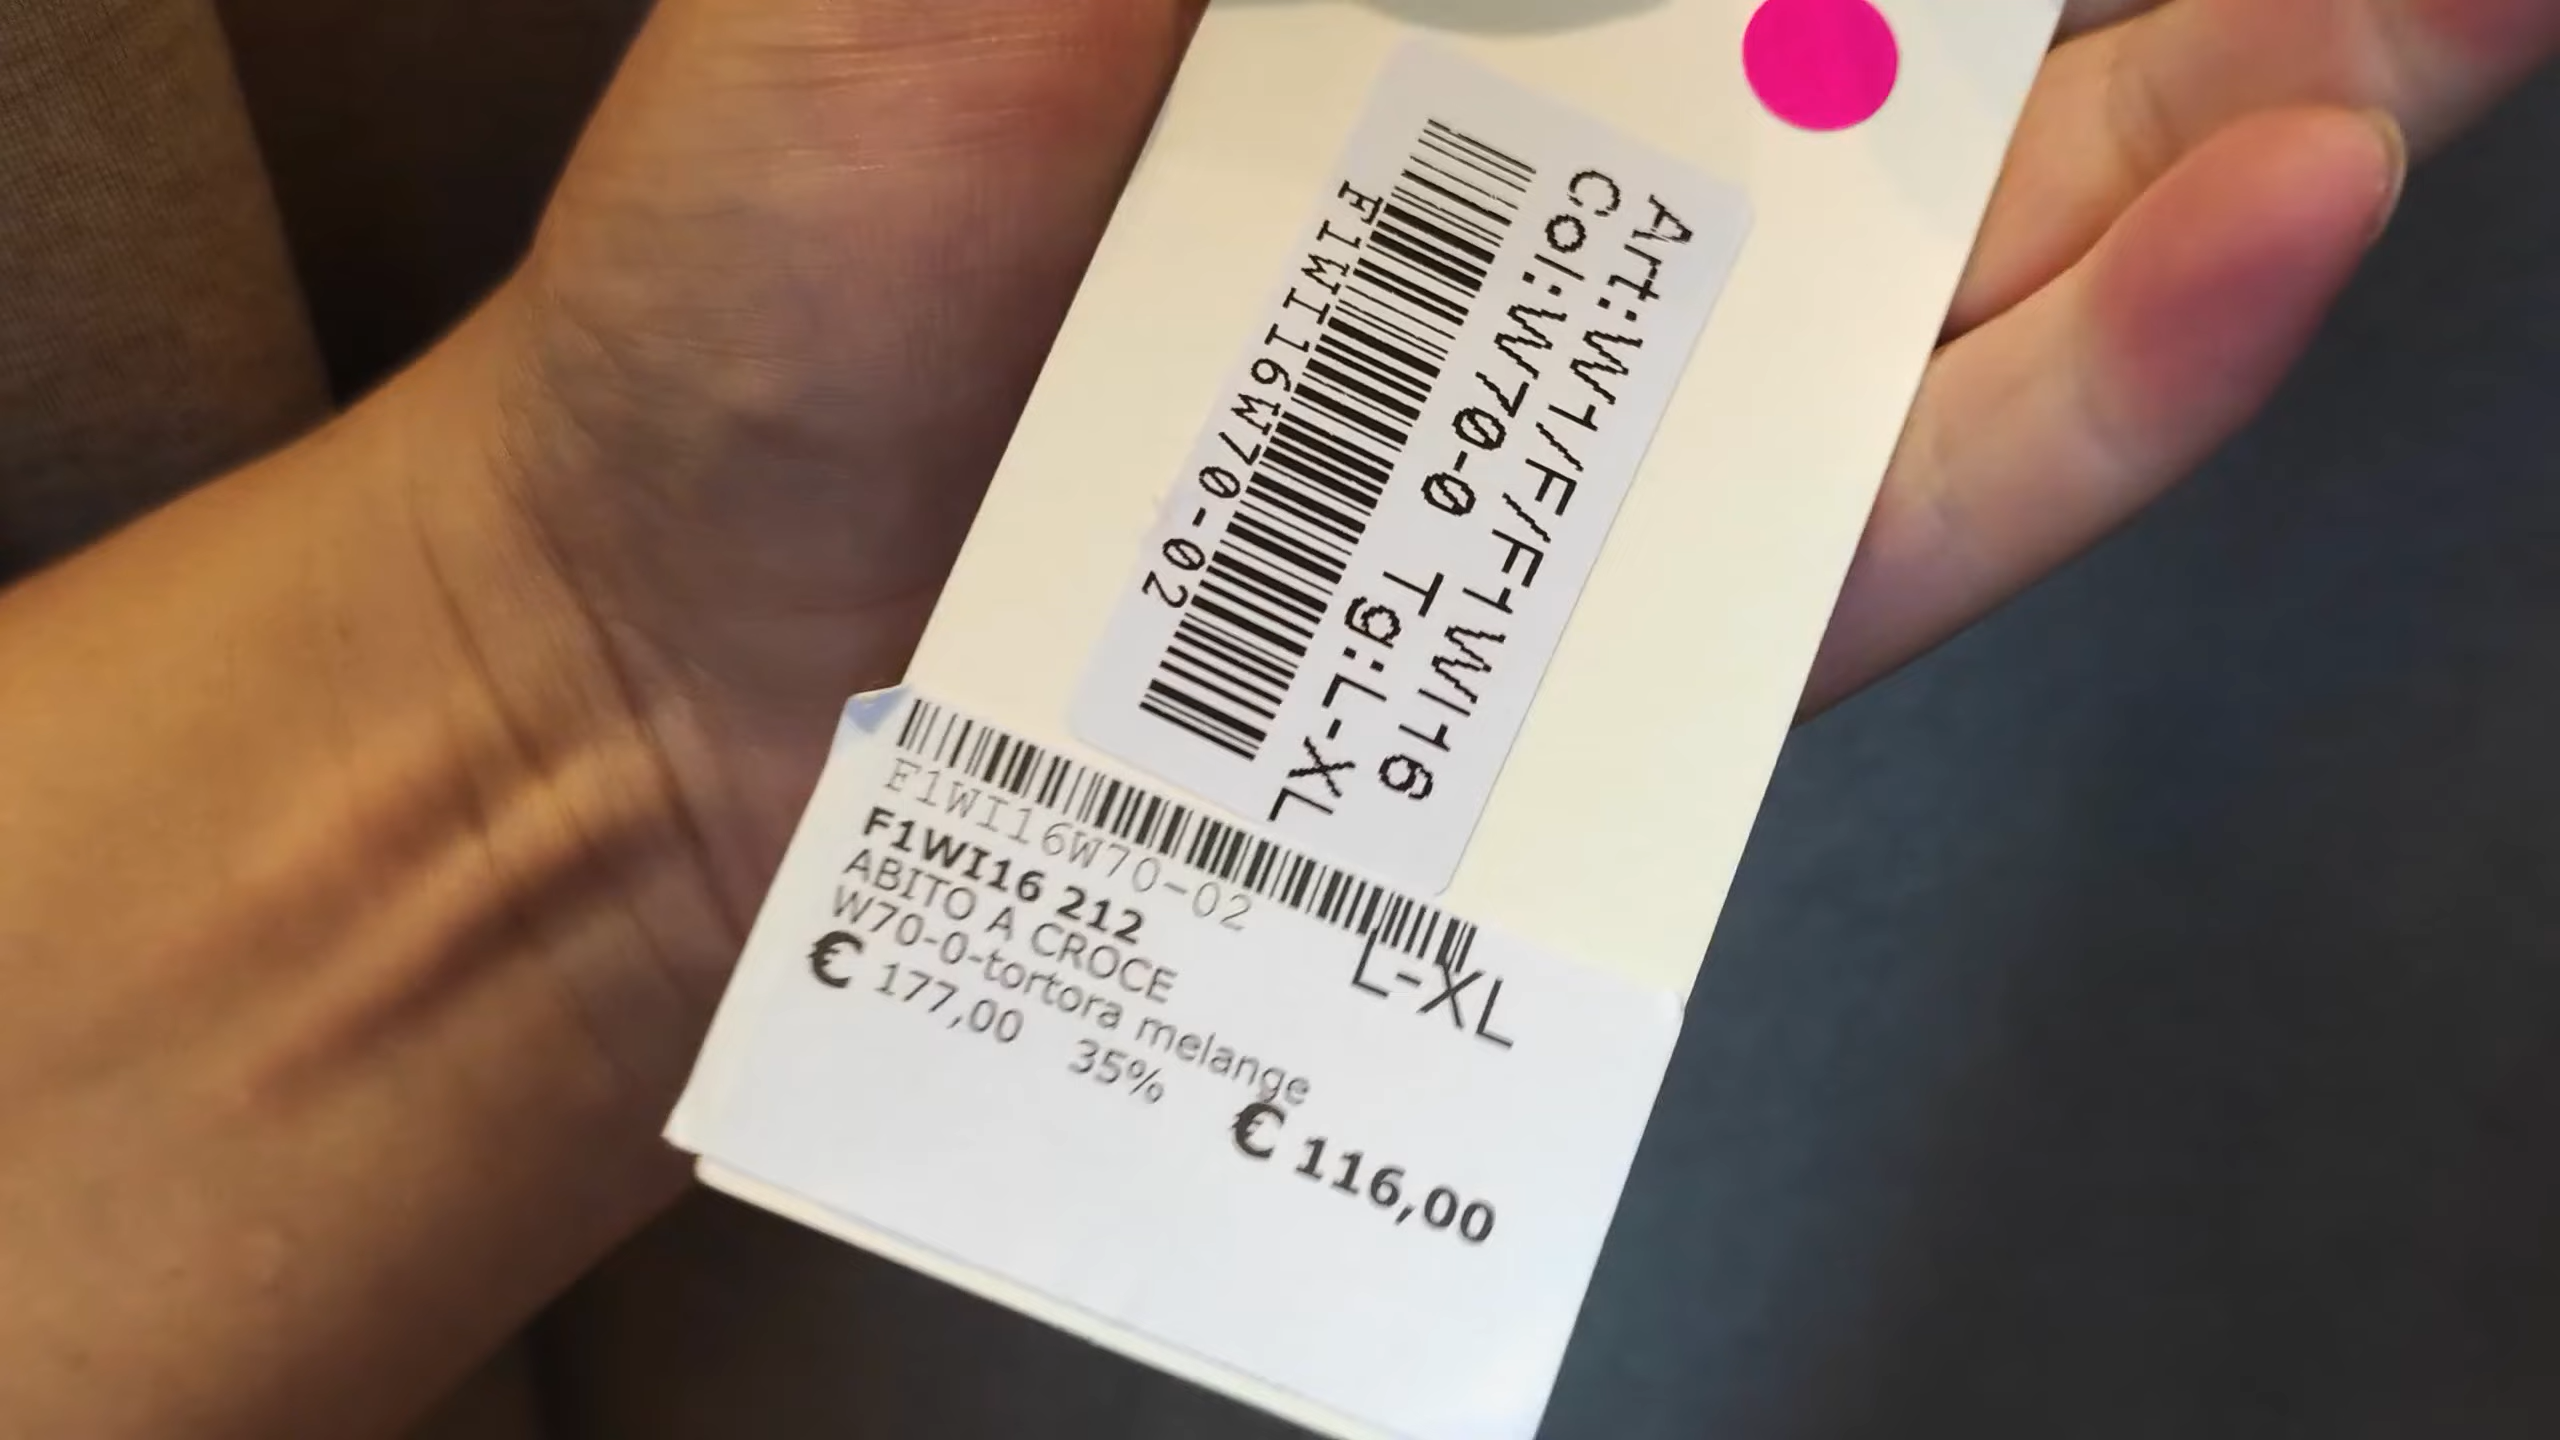 Art:W1/F/F1WI16
Col:W70-0 Tg:L-XL
F1WI16W70-02
F1WI16W70-02
L-XL
F1WI16 212
ABITO A CROCE
W70-0-tortora melange
€ 177,00 35%
€ 116,00